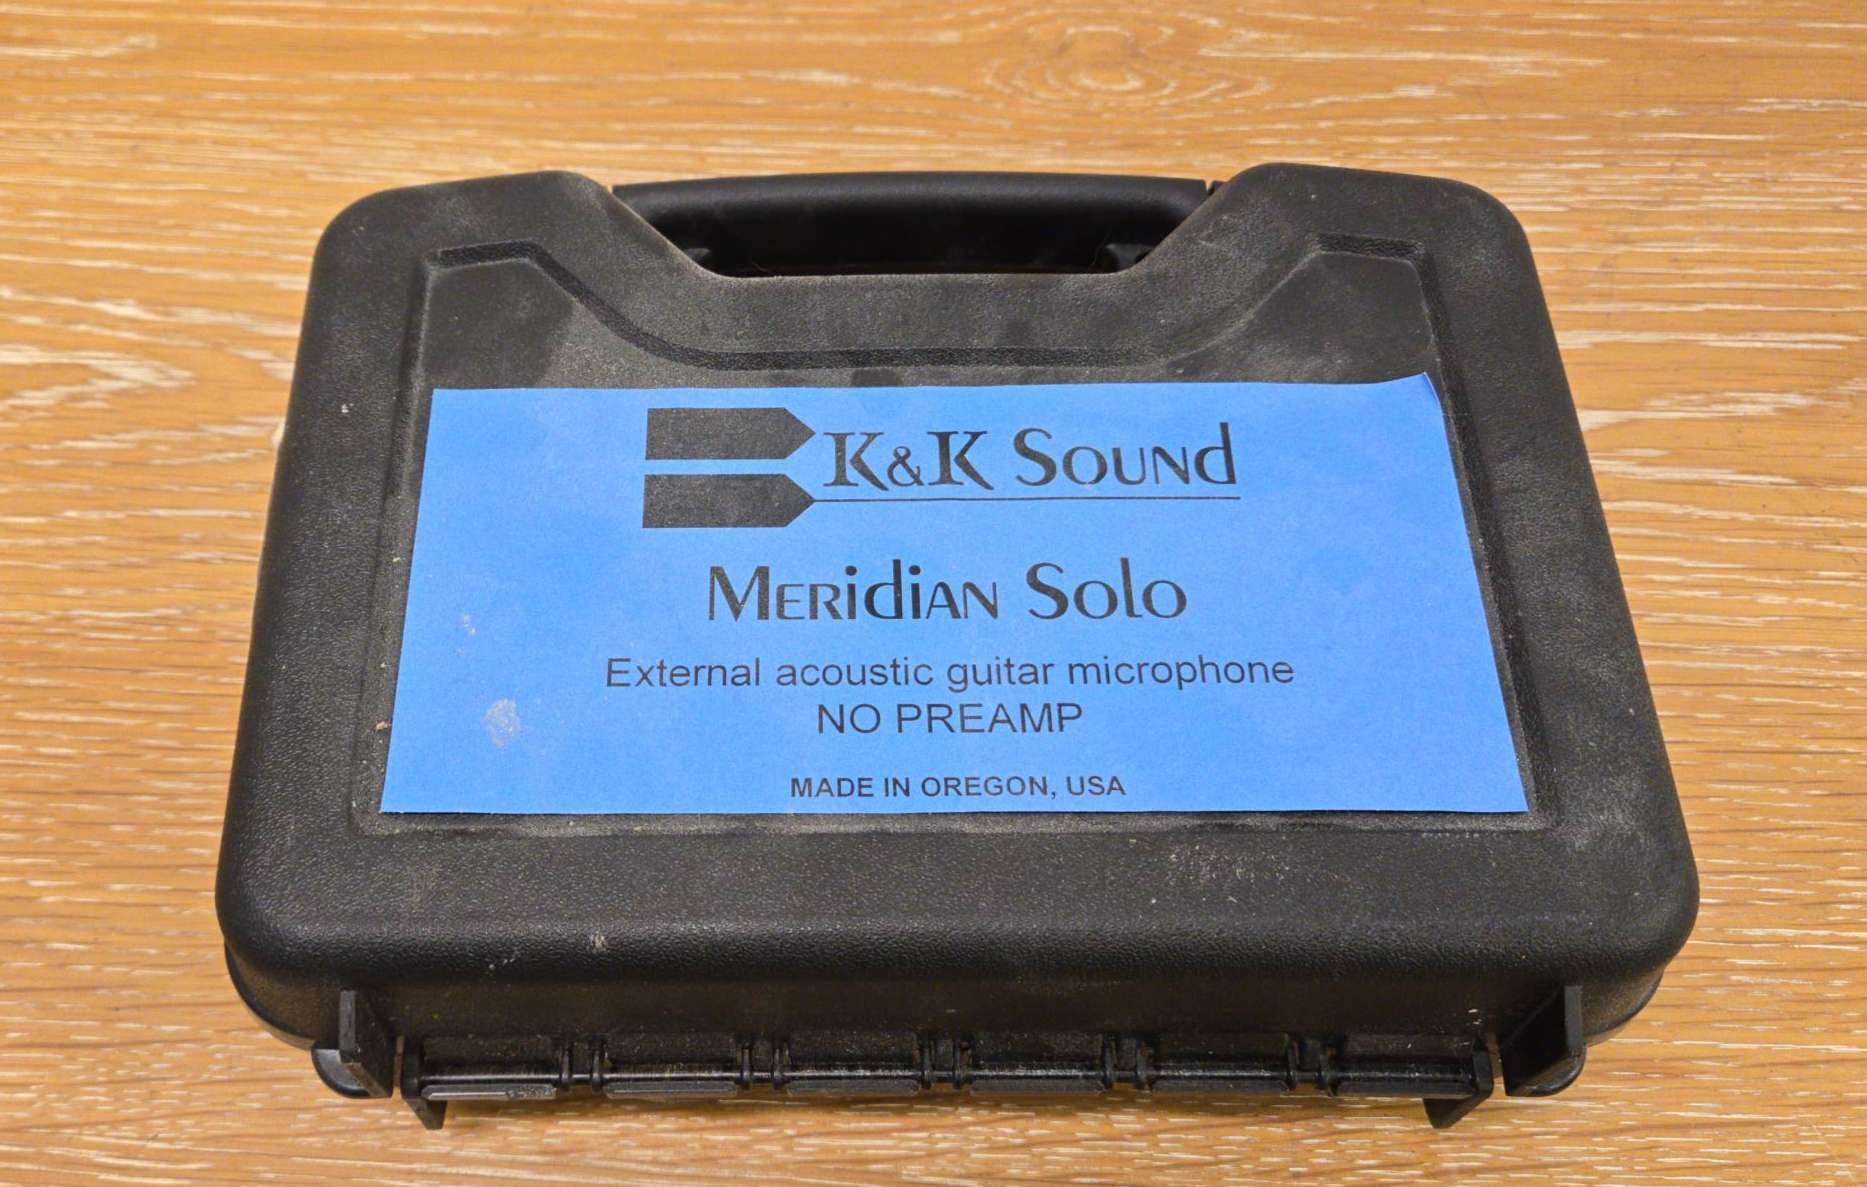 K&K Sound
Meridian Solo
External acoustic guitar microphone
NO PREAMP
MADE IN OREGON, USA